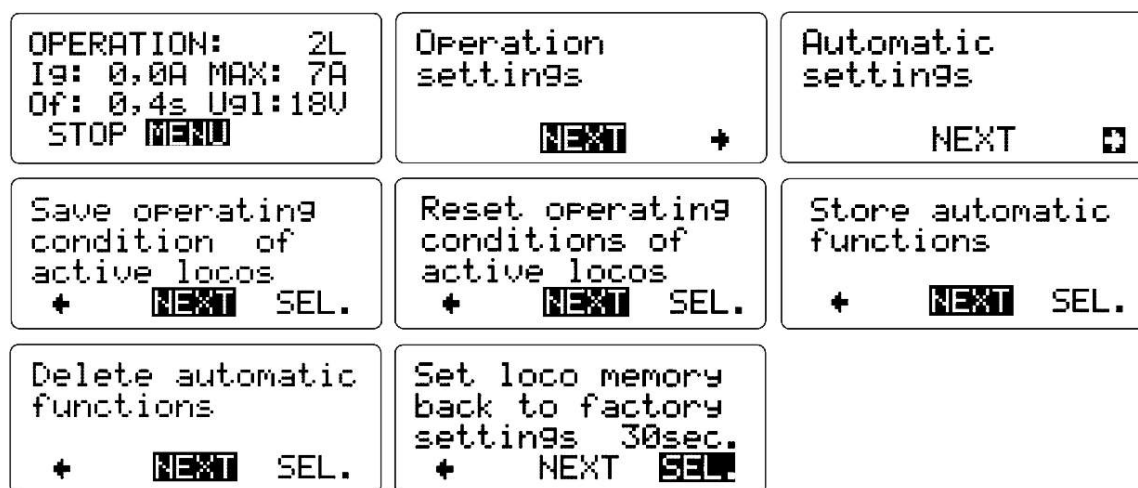 OPERATION: 2L
Ig: 0,0A MAX: 7A
Of: 0,4s Ugl:18V
STOP MENU
Operation
settings
NEXT →
Automatic
settings
NEXT →
Save operating
condition of
active locos
← NEXT SEL.
Reset operating
conditions of
active locos
← NEXT SEL.
Store automatic
functions
← NEXT SEL.
Delete automatic
functions
← NEXT SEL.
Set loco memory
back to factory
settings 30sec.
← NEXT SEL.